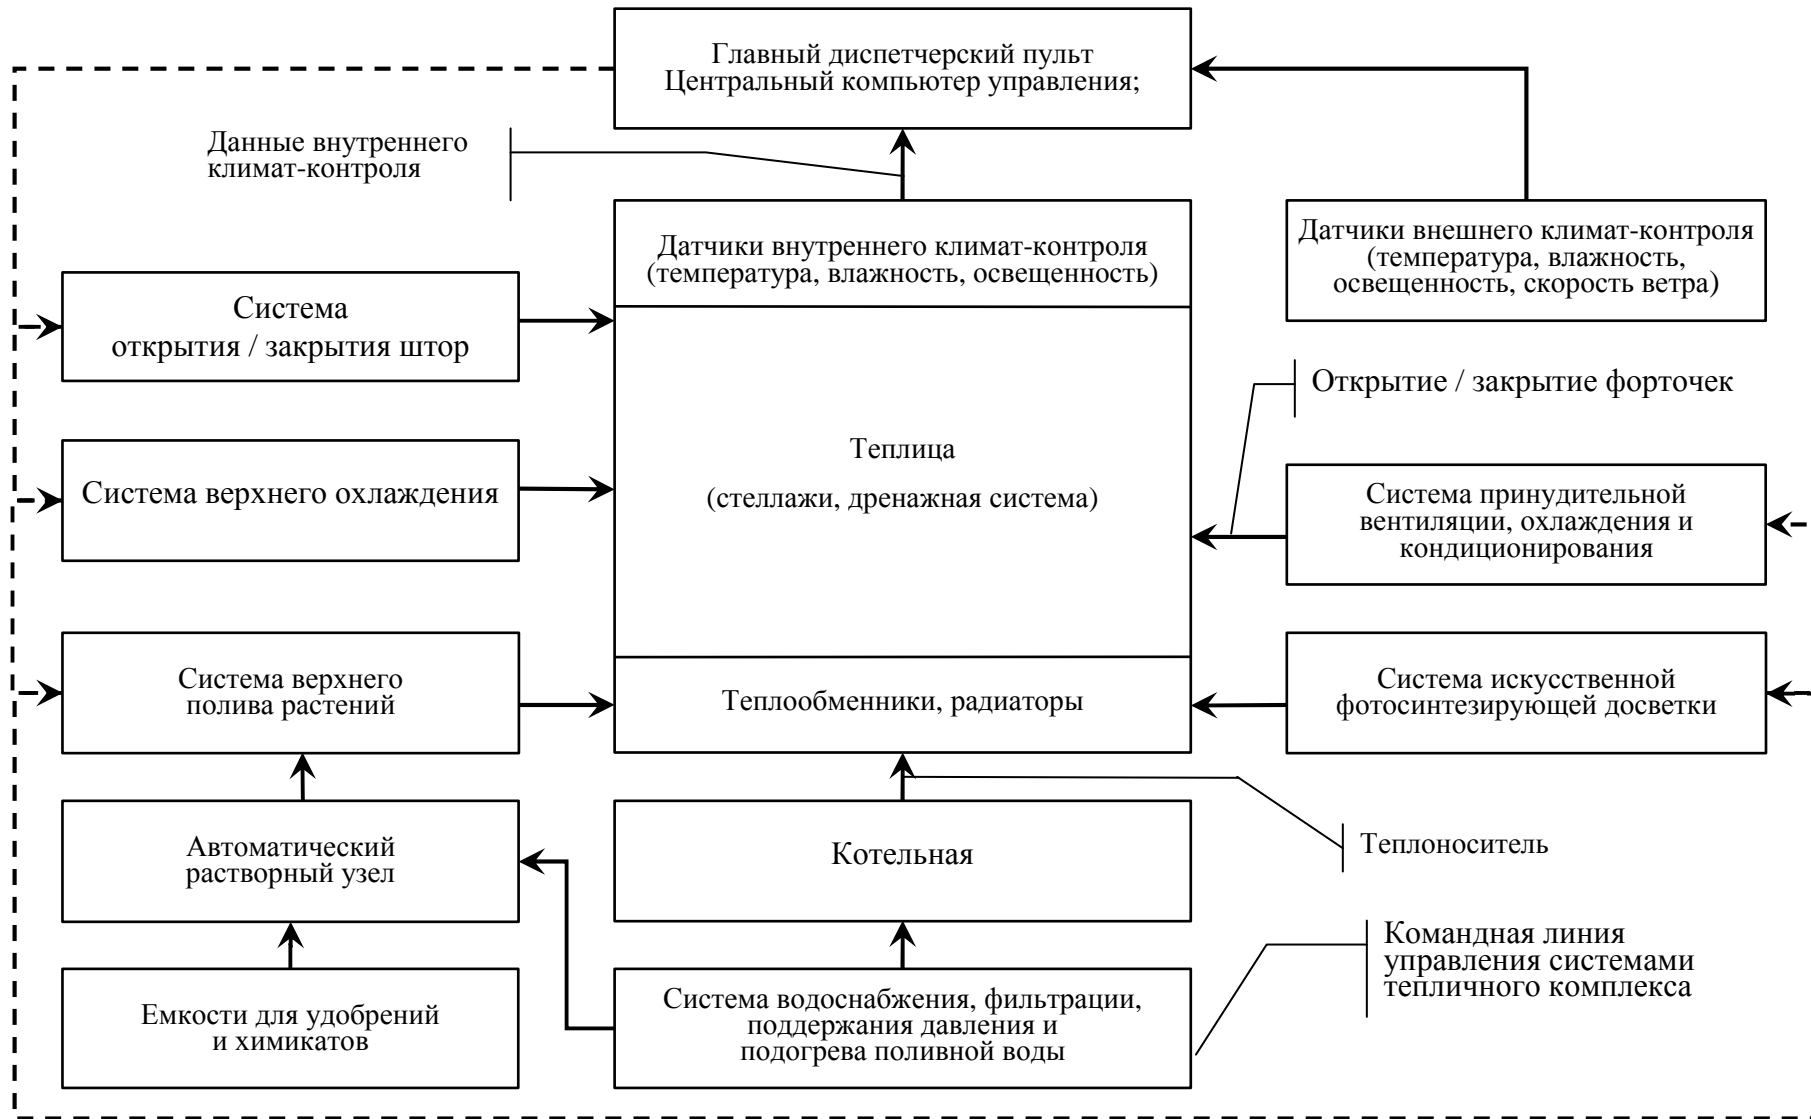 Главный диспетчерский пульт
Центральный компьютер управления;
Данные внутреннего
климат-контроля
Датчики внутреннего климат-контроля
(температура, влажность, освещенность)
Датчики внешнего климат-контроля
(температура, влажность,
освещенность, скорость ветра)
Система
открытия / закрытия штор
Открытие / закрытие форточек
Теплица
(стеллажи, дренажная система)
Система верхнего охлаждения
Система принудительной
вентиляции, охлаждения и
кондиционирования
Система верхнего
полива растений
Теплообменники, радиаторы
Система искусственной
фотосинтезирующей досветки
Автоматический
растворный узел
Котельная
Теплоноситель
Командная линия
управления системами
тепличного комплекса
Емкости для удобрений
и химикатов
Система водоснабжения, фильтрации,
поддержания давления и
подогрева поливной воды